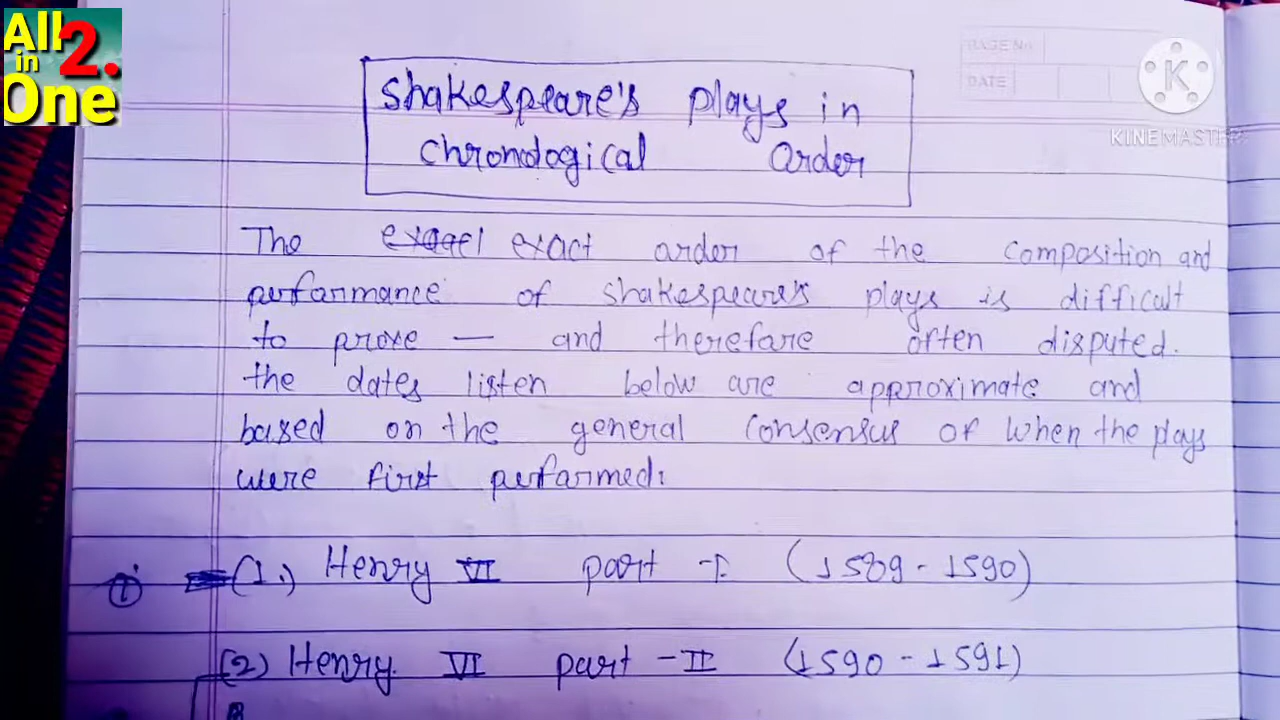 All
in 2.
One
PAGE No
DATE
K
KINEMASTER
Shakespeare's plays in
chronological Order
The exact order of the composition and
performance of shakespeare's plays is difficult
to prove — and therefore often disputed.
the dates listen below are approximate and
based on the general consensus of when the plays
were first performed:
(1.) Henry VI part -I. (1589-1590)
(2) Henry VI part -II (1590-1591)